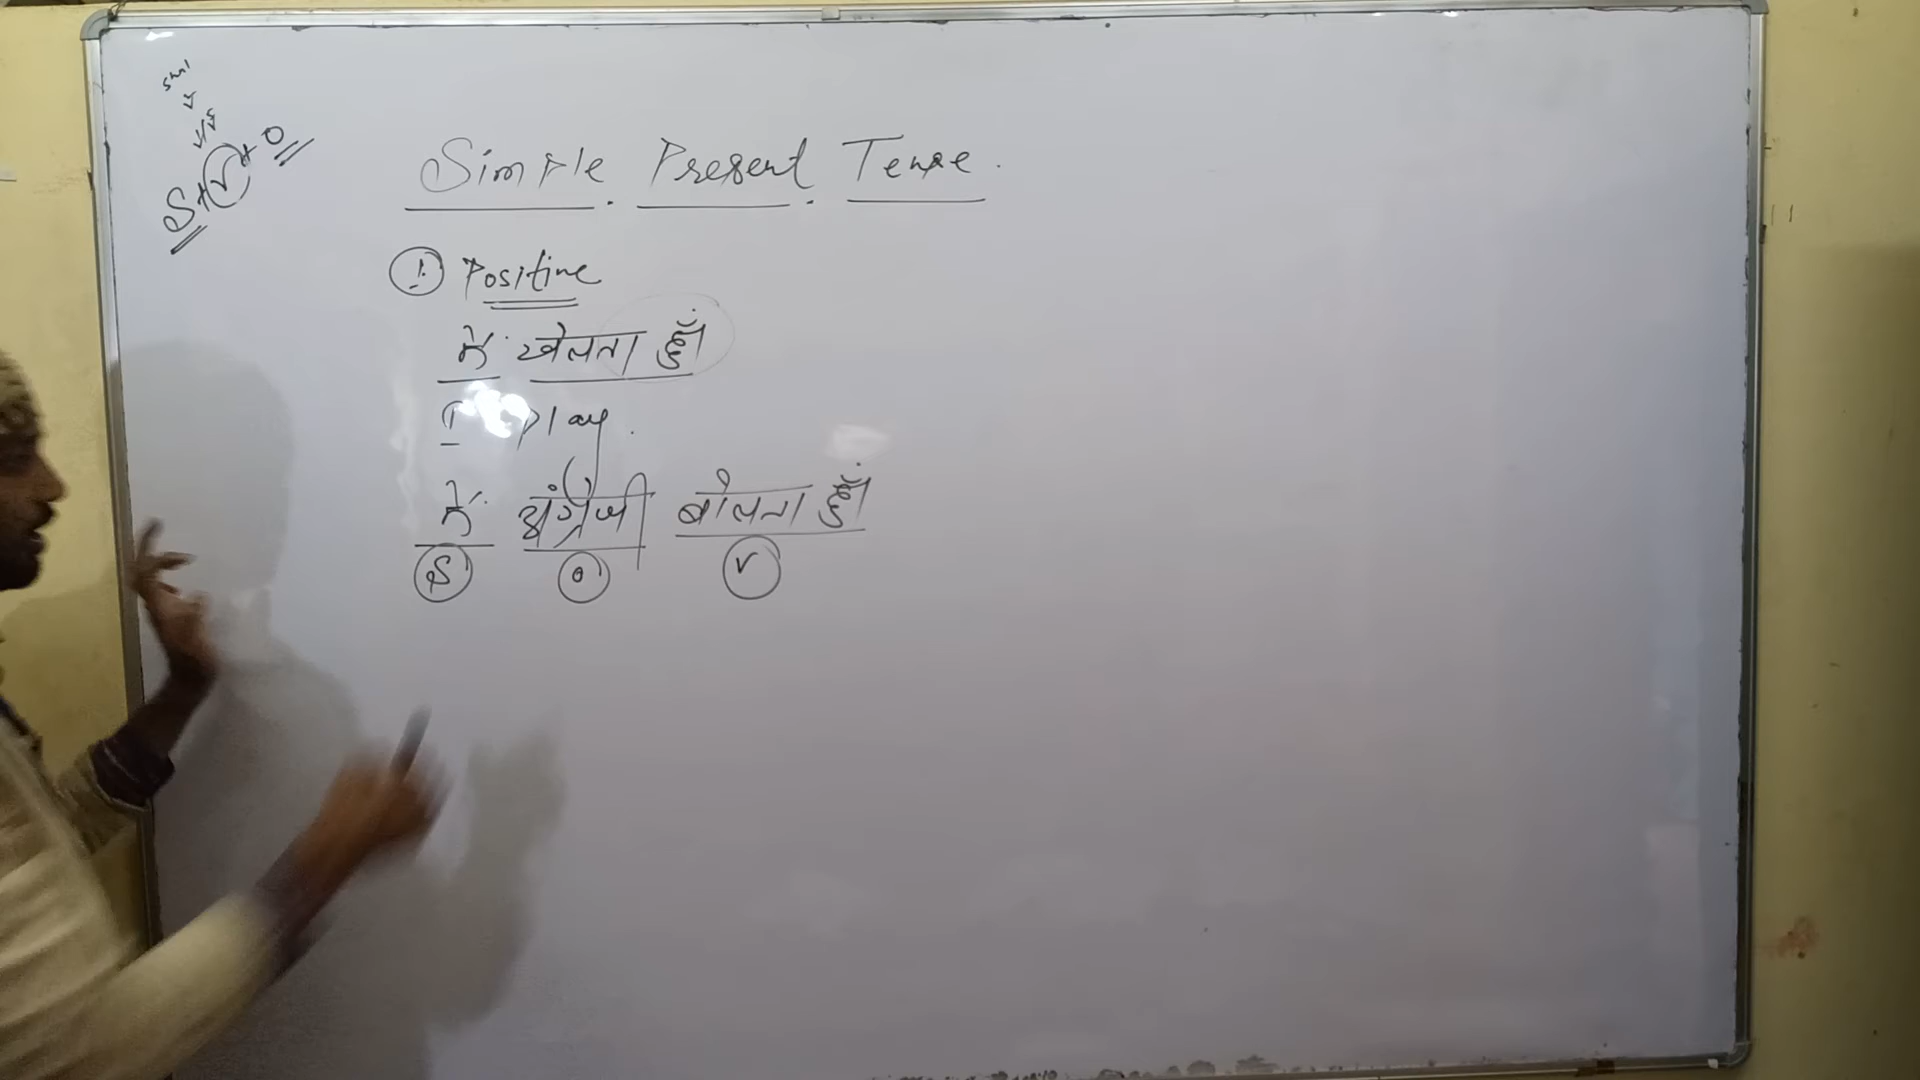 S+V+O
Simple Present Tense.
1. Positive
मैं खेलता हूँ।
I play.
मैं अंग्रेजी बोलता हूँ।
S O V